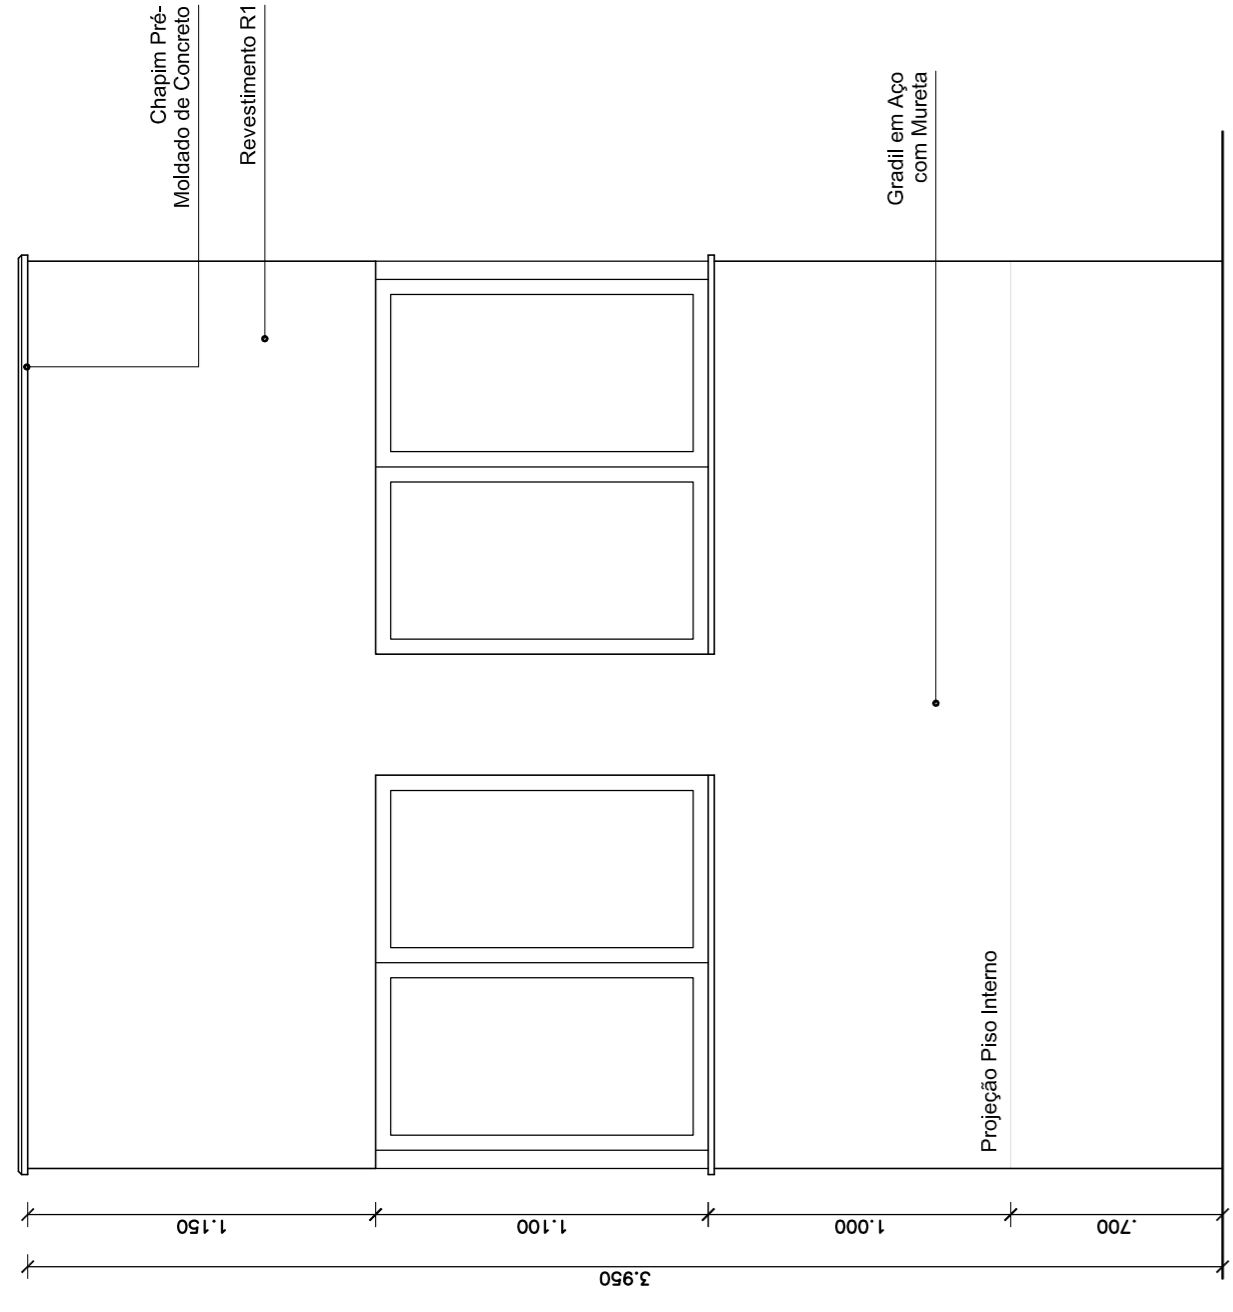 Chapim Pré-
Moldado de Concreto
Revestimento R1
Gradil em Aço
com Mureta
Projeção Piso Interno
1.150
1.100
1.000
.700
3.950